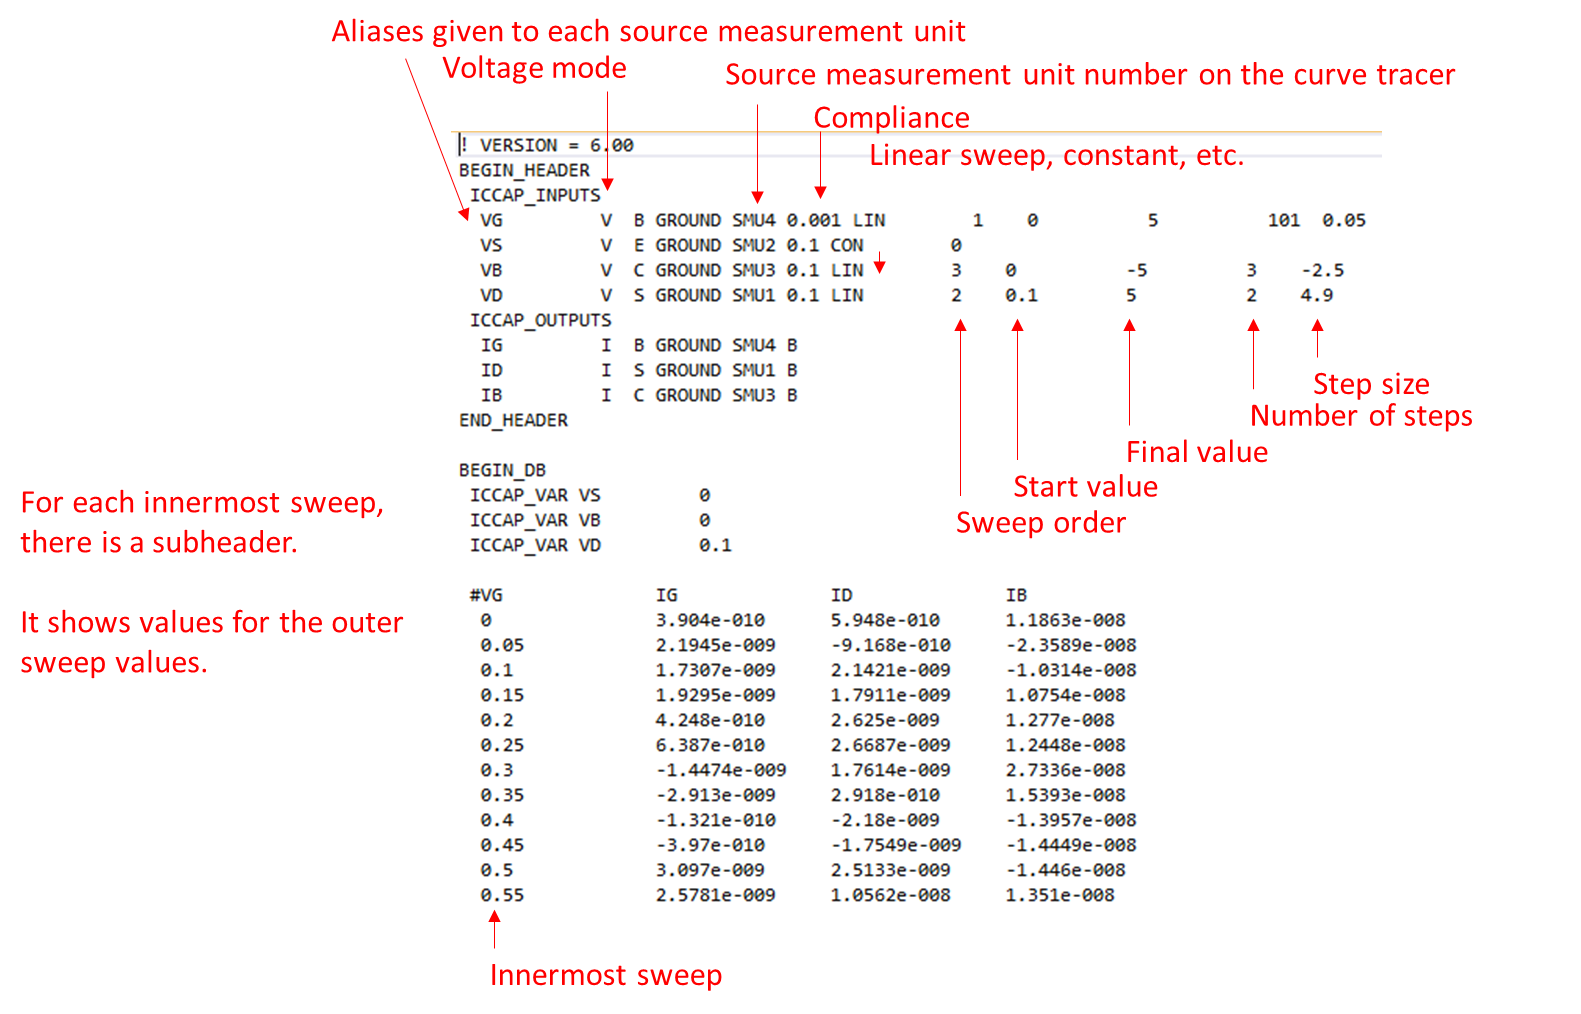 Aliases given to each source measurement unit
Voltage mode
Source measurement unit number on the curve tracer
Compliance
Linear sweep, constant, etc.
! VERSION = 6.00
BEGIN_HEADER
ICCAP_INPUTS
VG V B GROUND SMU4 0.001 LIN 1 0 5 101 0.05
VS V E GROUND SMU2 0.1 CON 0
VB V C GROUND SMU3 0.1 LIN 3 0 -5 3 -2.5
VD V S GROUND SMU1 0.1 LIN 2 0.1 5 2 4.9
ICCAP_OUTPUTS
IG I B GROUND SMU4 B
ID I S GROUND SMU1 B
IB I C GROUND SMU3 B
END_HEADER
Step size
Number of steps
Final value
Start value
Sweep order
BEGIN_DB
ICCAP_VAR VS 0
ICCAP_VAR VB 0
ICCAP_VAR VD 0.1
For each innermost sweep,
there is a subheader.
It shows values for the outer
sweep values.
#VG IG ID IB
0 3.904e-010 5.948e-010 1.1863e-008
0.05 2.1945e-009 -9.168e-010 -2.3589e-008
0.1 1.7307e-009 2.1421e-009 -1.0314e-008
0.15 1.9295e-009 1.7911e-009 1.0754e-008
0.2 4.248e-010 2.625e-009 1.277e-008
0.25 6.387e-010 2.6687e-009 1.2448e-008
0.3 -1.4474e-009 1.7614e-009 2.7336e-008
0.35 -2.913e-009 2.918e-010 1.5393e-008
0.4 -1.321e-010 -2.18e-009 -1.3957e-008
0.45 -3.97e-010 -1.7549e-009 -1.4449e-008
0.5 3.097e-009 2.5133e-009 -1.446e-008
0.55 2.5781e-009 1.0562e-008 1.351e-008
Innermost sweep